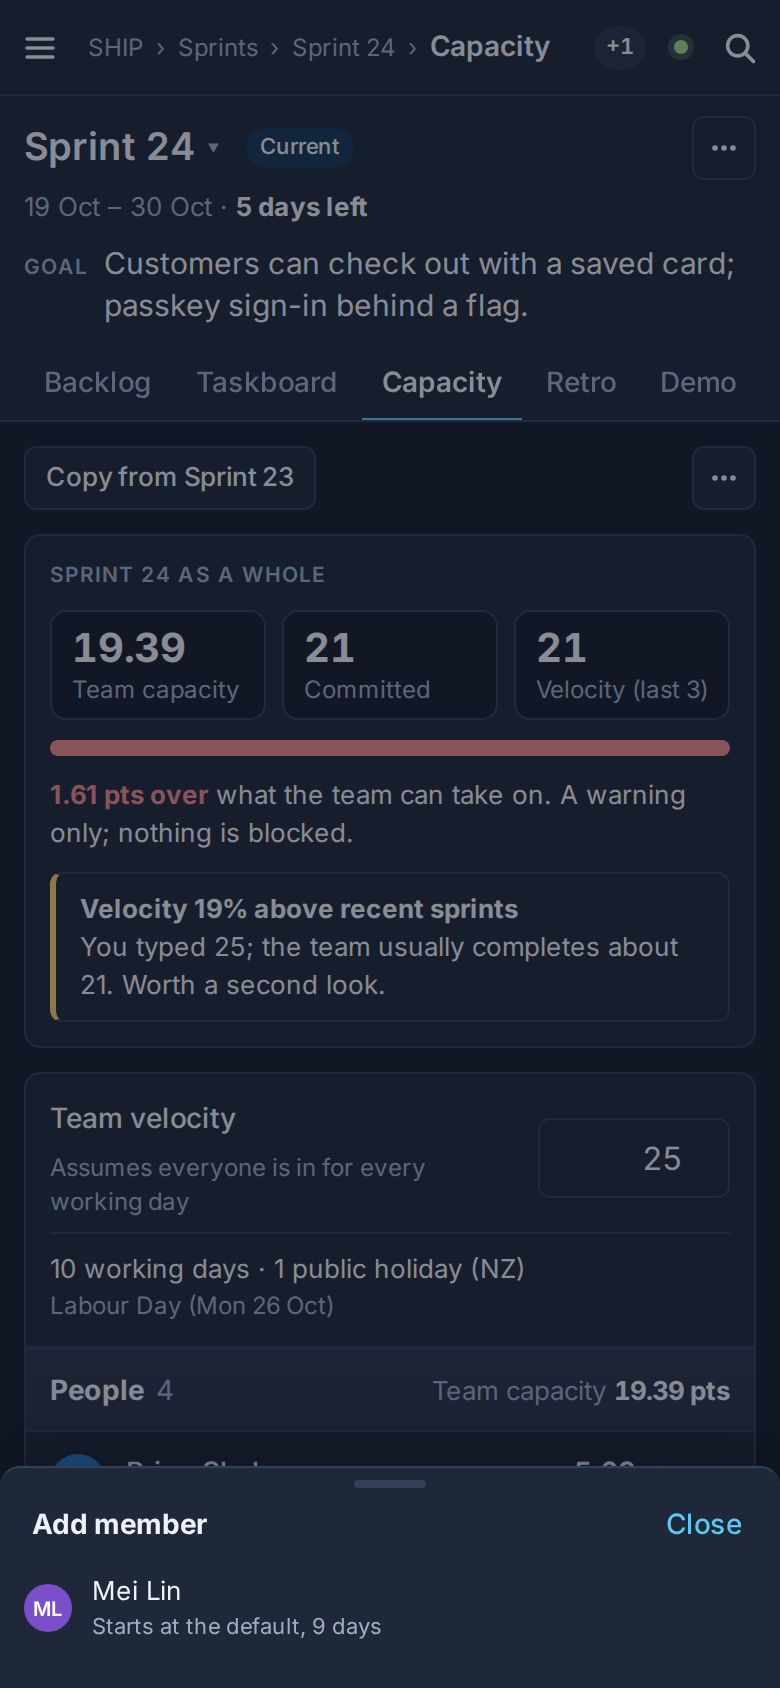 SHIP › Sprints › Sprint 24 › Capacity +1
Sprint 24 ▾ Current
19 Oct – 30 Oct · 5 days left
GOAL Customers can check out with a saved card;
passkey sign-in behind a flag.
Backlog Taskboard Capacity Retro Demo
Copy from Sprint 23
SPRINT 24 AS A WHOLE
19.39 21 21
Team capacity Committed Velocity (last 3)
1.61 pts over what the team can take on. A warning
only; nothing is blocked.
Velocity 19% above recent sprints
You typed 25; the team usually completes about
21. Worth a second look.
Team velocity
25
Assumes everyone is in for every
working day
10 working days · 1 public holiday (NZ)
Labour Day (Mon 26 Oct)
People 4 Team capacity 19.39 pts
Add member Close
ML Mei Lin
Starts at the default, 9 days